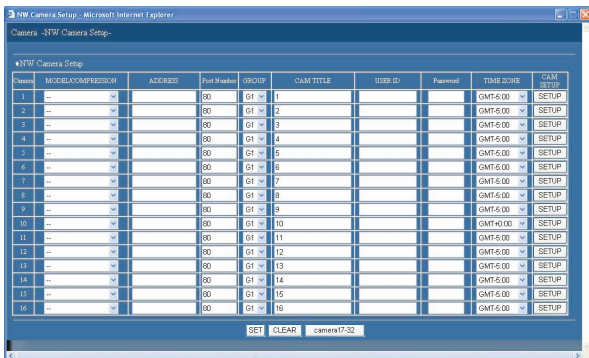 NW Camera Setup - Microsoft Internet Explorer
Camera -NW Camera Setup-
♦NW Camera Setup
Camera MODEL/COMPRESSION ADDRESS Port Number GROUP CAM TITLE USER ID Password TIME ZONE CAM SETUP
1 -- 80 G1 1 GMT-5:00 SETUP
2 -- 80 G1 2 GMT-5:00 SETUP
3 -- 80 G1 3 GMT-5:00 SETUP
4 -- 80 G1 4 GMT-5:00 SETUP
5 -- 80 G1 5 GMT-5:00 SETUP
6 -- 80 G1 6 GMT-5:00 SETUP
7 -- 80 G1 7 GMT-5:00 SETUP
8 -- 80 G1 8 GMT-5:00 SETUP
9 -- 80 G1 9 GMT-5:00 SETUP
10 -- 80 G1 10 GMT+0:00 SETUP
11 -- 80 G1 11 GMT-5:00 SETUP
12 -- 80 G1 12 GMT-5:00 SETUP
13 -- 80 G1 13 GMT-5:00 SETUP
14 -- 80 G1 14 GMT-5:00 SETUP
15 -- 80 G1 15 GMT-5:00 SETUP
16 -- 80 G1 16 GMT-5:00 SETUP
SET CLEAR camera17-32